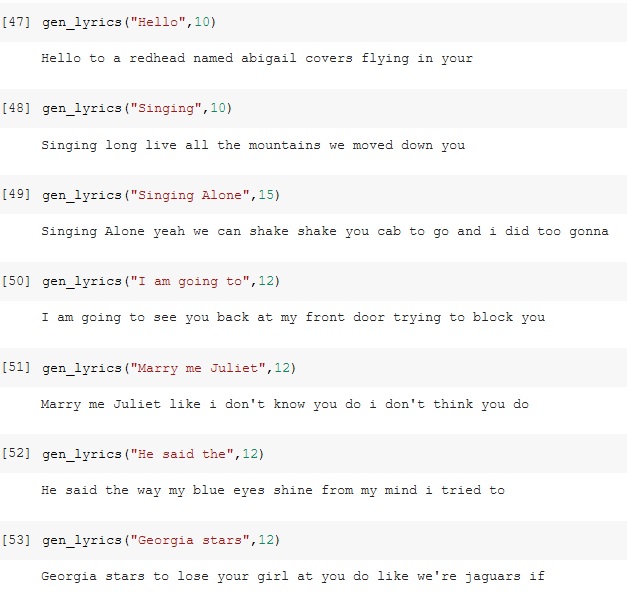 [47] gen_lyrics("Hello",10)
Hello to a redhead named abigail covers flying in your
[48] gen_lyrics("Singing",10)
Singing long live all the mountains we moved down you
[49] gen_lyrics("Singing Alone",15)
Singing Alone yeah we can shake shake you cab to go and i did too gonna
[50] gen_lyrics("I am going to",12)
I am going to see you back at my front door trying to block you
[51] gen_lyrics("Marry me Juliet",12)
Marry me Juliet like i don't know you do i don't think you do
[52] gen_lyrics("He said the",12)
He said the way my blue eyes shine from my mind i tried to
[53] gen_lyrics("Georgia stars",12)
Georgia stars to lose your girl at you do like we're jaguars if